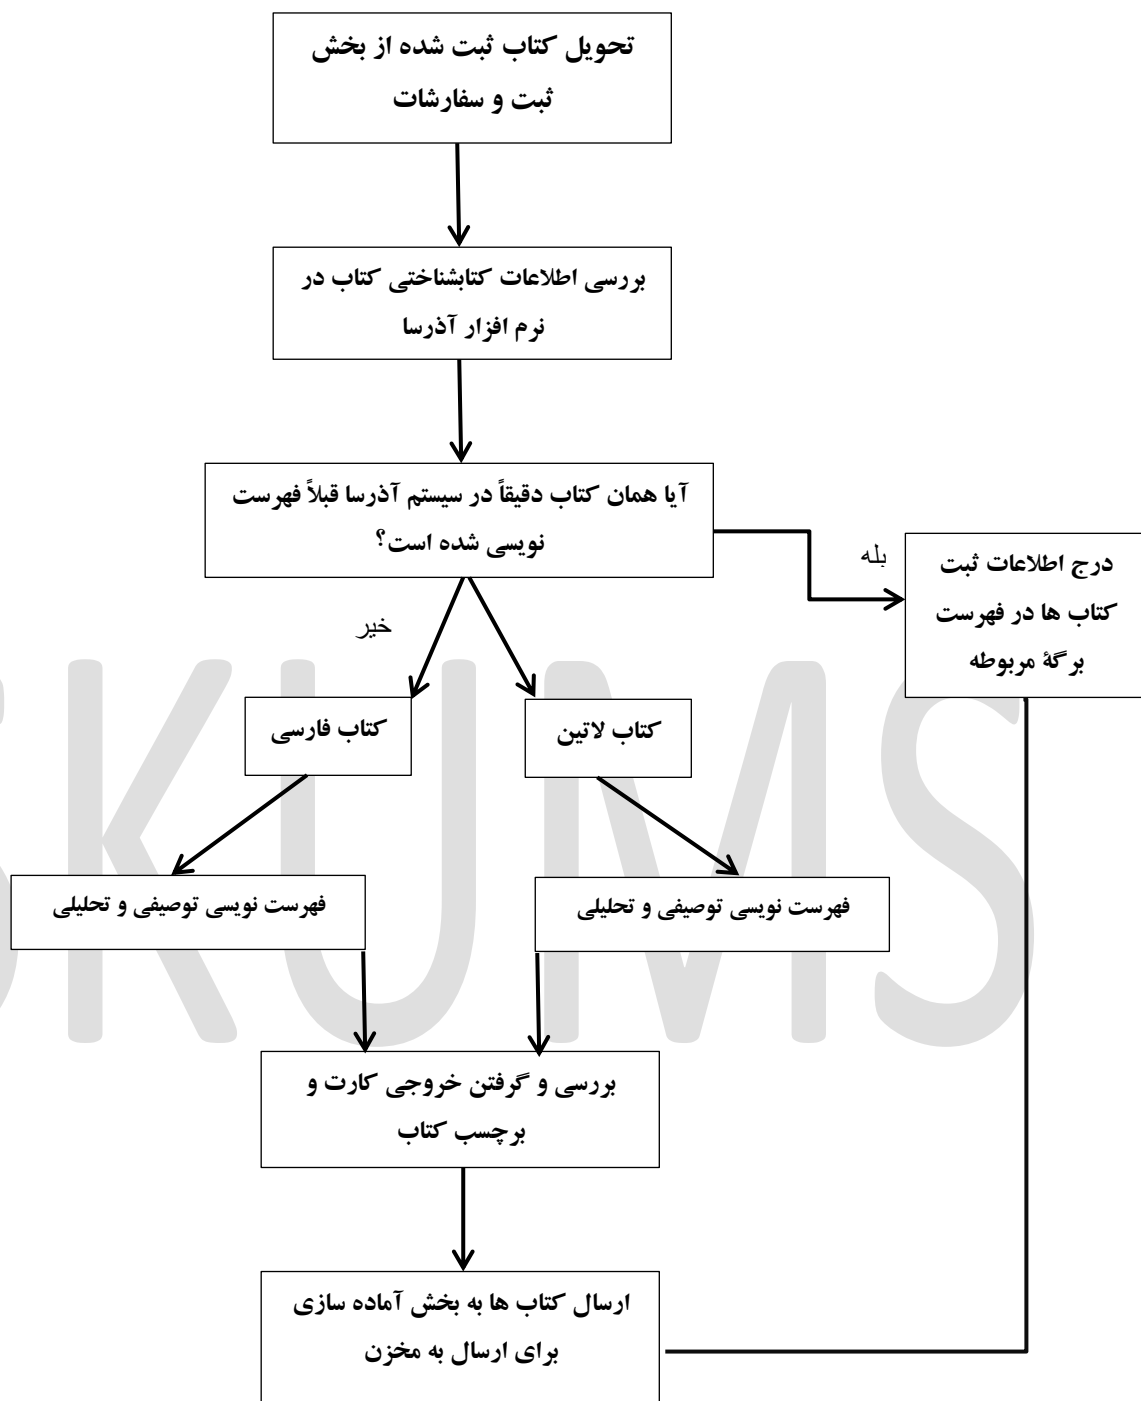 تحویل کتاب ثبت شده از بخش
ثبت و سفارشات
بررسی اطلاعات کتابشناختی کتاب در
نرم افزار آذرسا
آیا همان کتاب دقیقاً در سیستم آذرسا قبلاً فهرست
نویسی شده است؟
بله
درج اطلاعات ثبت
کتاب ها در فهرست
برگۀ مربوطه
خیر
کتاب لاتین
کتاب فارسی
فهرست نویسی توصیفی و تحلیلی
فهرست نویسی توصیفی و تحلیلی
بررسی و گرفتن خروجی کارت و
برچسب کتاب
ارسال کتاب ها به بخش آماده سازی
برای ارسال به مخزن
SKUMS